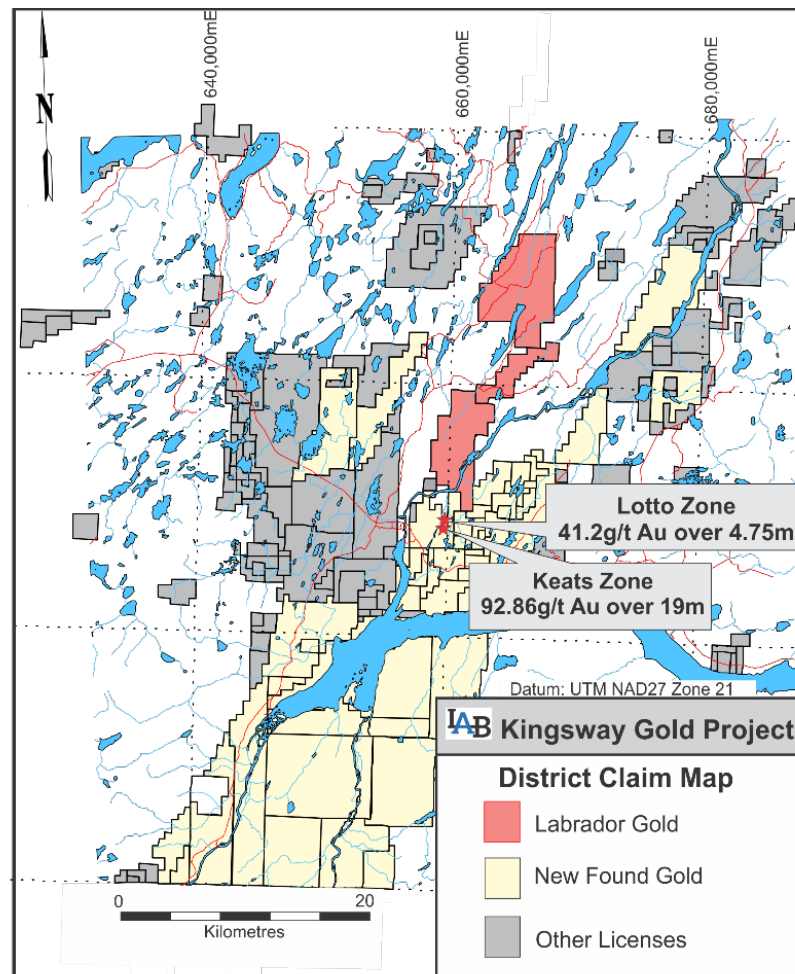 640,000mE
660,000mE
680,000mE
N
Lotto Zone
41.2g/t Au over 4.75m
Keats Zone
92.86g/t Au over 19m
Datum: UTM NAD27 Zone 21
LAB Kingsway Gold Project
District Claim Map
Labrador Gold
New Found Gold
Other Licenses
0 20
Kilometres